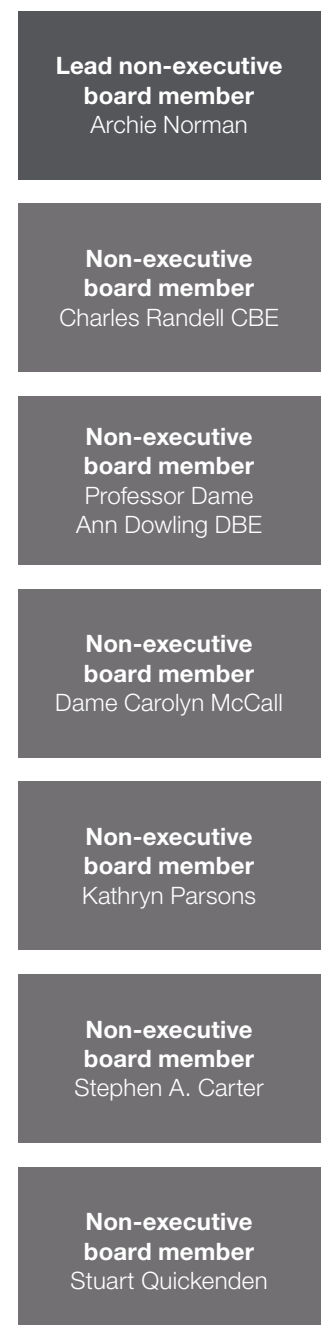 Lead non-executive
board member
Archie Norman
Non-executive
board member
Charles Randell CBE
Non-executive
board member
Professor Dame
Ann Dowling DBE
Non-executive
board member
Dame Carolyn McCall
Non-executive
board member
Kathryn Parsons
Non-executive
board member
Stephen A. Carter
Non-executive
board member
Stuart Quickenden